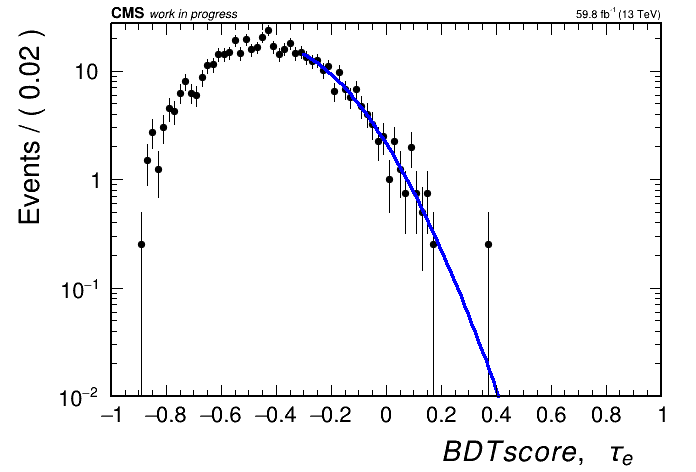 CMS work in progress 59.8 fb⁻¹ (13 TeV)
Events / ( 0.02 )
10
1
10⁻¹
10⁻²
−1 −0.8 −0.6 −0.4 −0.2 0 0.2 0.4 0.6 0.8 1
BDTscore, τₑ